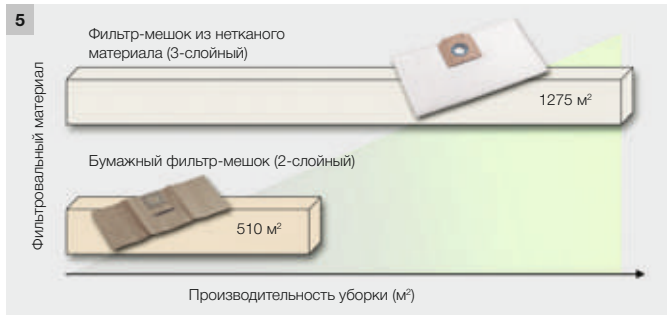 5
Фильтр-мешок из нетканого
материала (3-слойный)
1275 м²
Бумажный фильтр-мешок (2-слойный)
510 м²
Фильтровальный материал
Производительность уборки (м²)